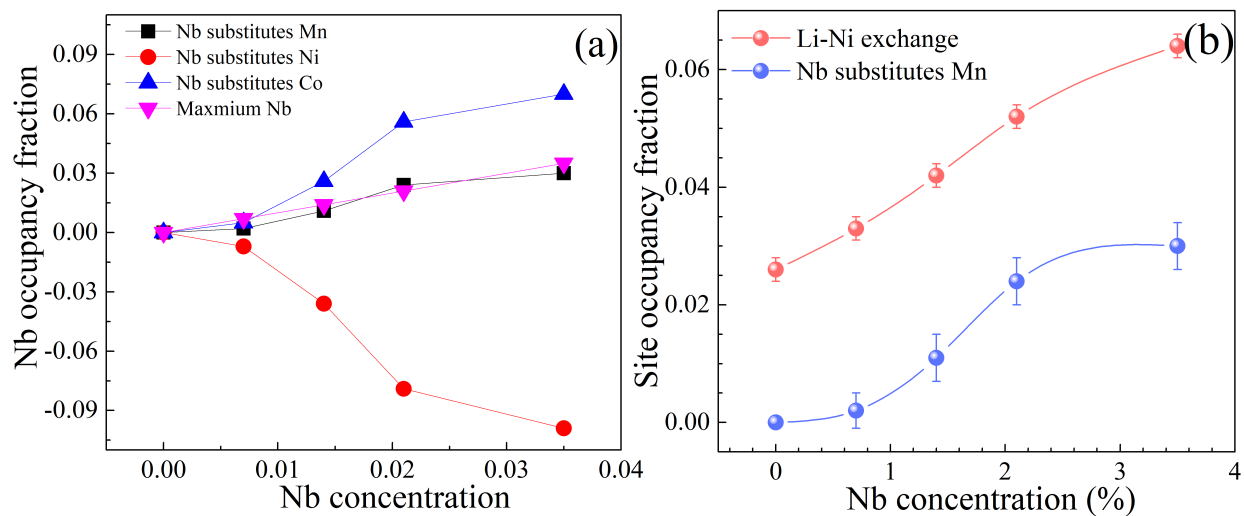 (a)
Nb substitutes Mn
Nb substitutes Ni
Nb substitutes Co
Maxmium Nb
Nb occupancy fraction
0.09
0.06
0.03
0.00
-0.03
-0.06
-0.09
0.00 0.01 0.02 0.03 0.04
Nb concentration
(b)
Li-Ni exchange
Nb substitutes Mn
Site occupancy fraction
0.06
0.04
0.02
0.00
0 1 2 3 4
Nb concentration (%)